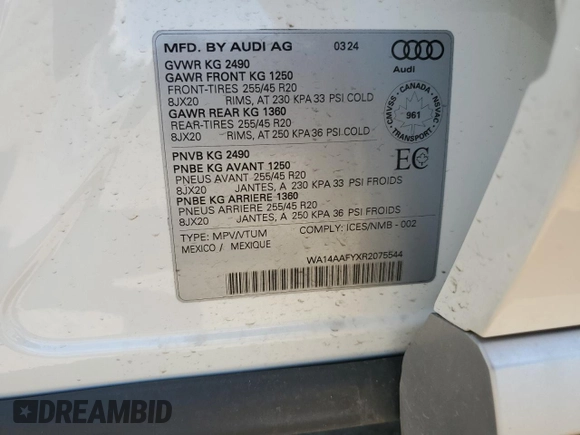 MFD. BY AUDI AG 03 24
GVWR KG 2490
GAWR FRONT KG 1250
FRONT-TIRES 255/45 R20
8JX20 RIMS, AT 230 KPA 33 PSI COLD
GAWR REAR KG 1360
REAR-TIRES 255/45 R20
8JX20 RIMS, AT 250 KPA 36 PSI COLD
PNVB KG 2490
PNBE KG AVANT 1250
PNEUS AVANT 255/45 R20
8JX20 JANTES, A 230 KPA 33 PSI FROIDS
PNBE KG ARRIERE 1360
PNEUS ARRIERE 255/45 R20
8JX20 JANTES, A 250 KPA 36 PSI FROIDS
TYPE: MPV/VTUM COMPLY: ICES/NMB - 002
MEXICO / MEXIQUE
WA14AAFYXR2075544
Audi
CMVSS - CANADA - NSVAC
961
TRANSPORT
EC
DREAMBID